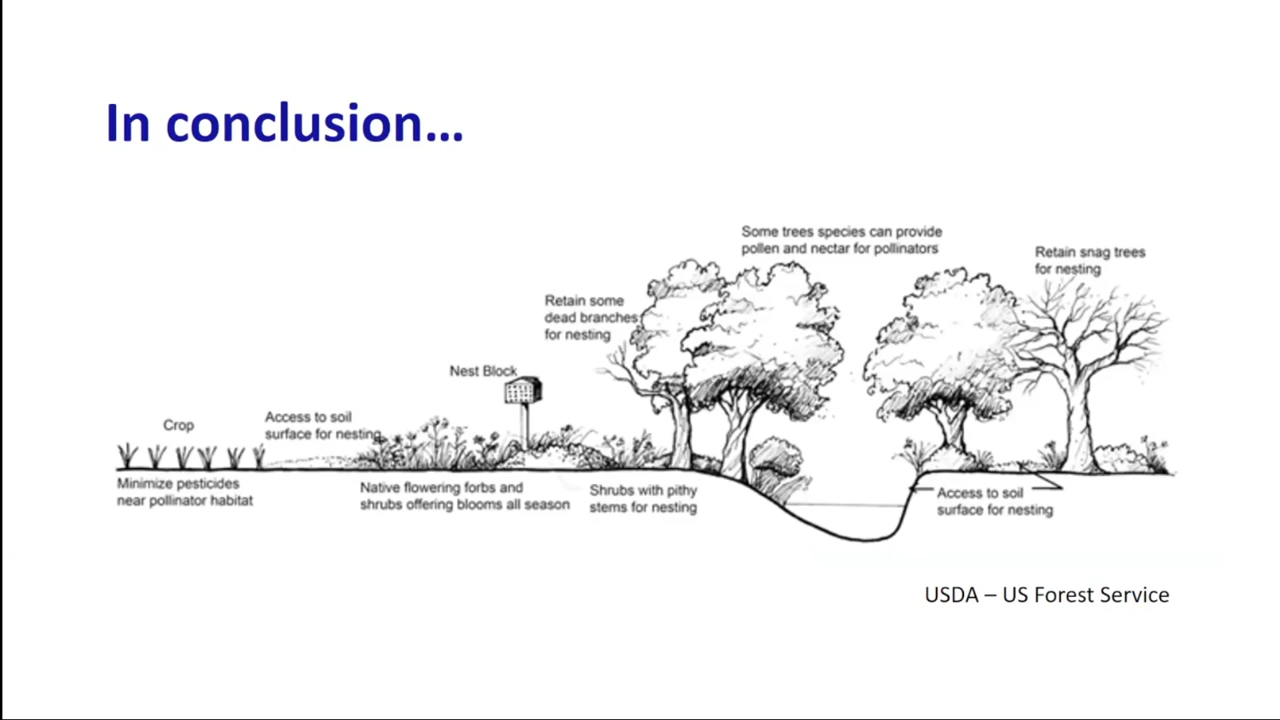 In conclusion...
Some trees species can provide
pollen and nectar for pollinators
Retain snag trees
for nesting
Retain some
dead branches
for nesting
Nest Block
Crop
Access to soil
surface for nesting
Minimize pesticides
near pollinator habitat
Native flowering forbs and
shrubs offering blooms all season
Shrubs with pithy
stems for nesting
Access to soil
surface for nesting
USDA – US Forest Service